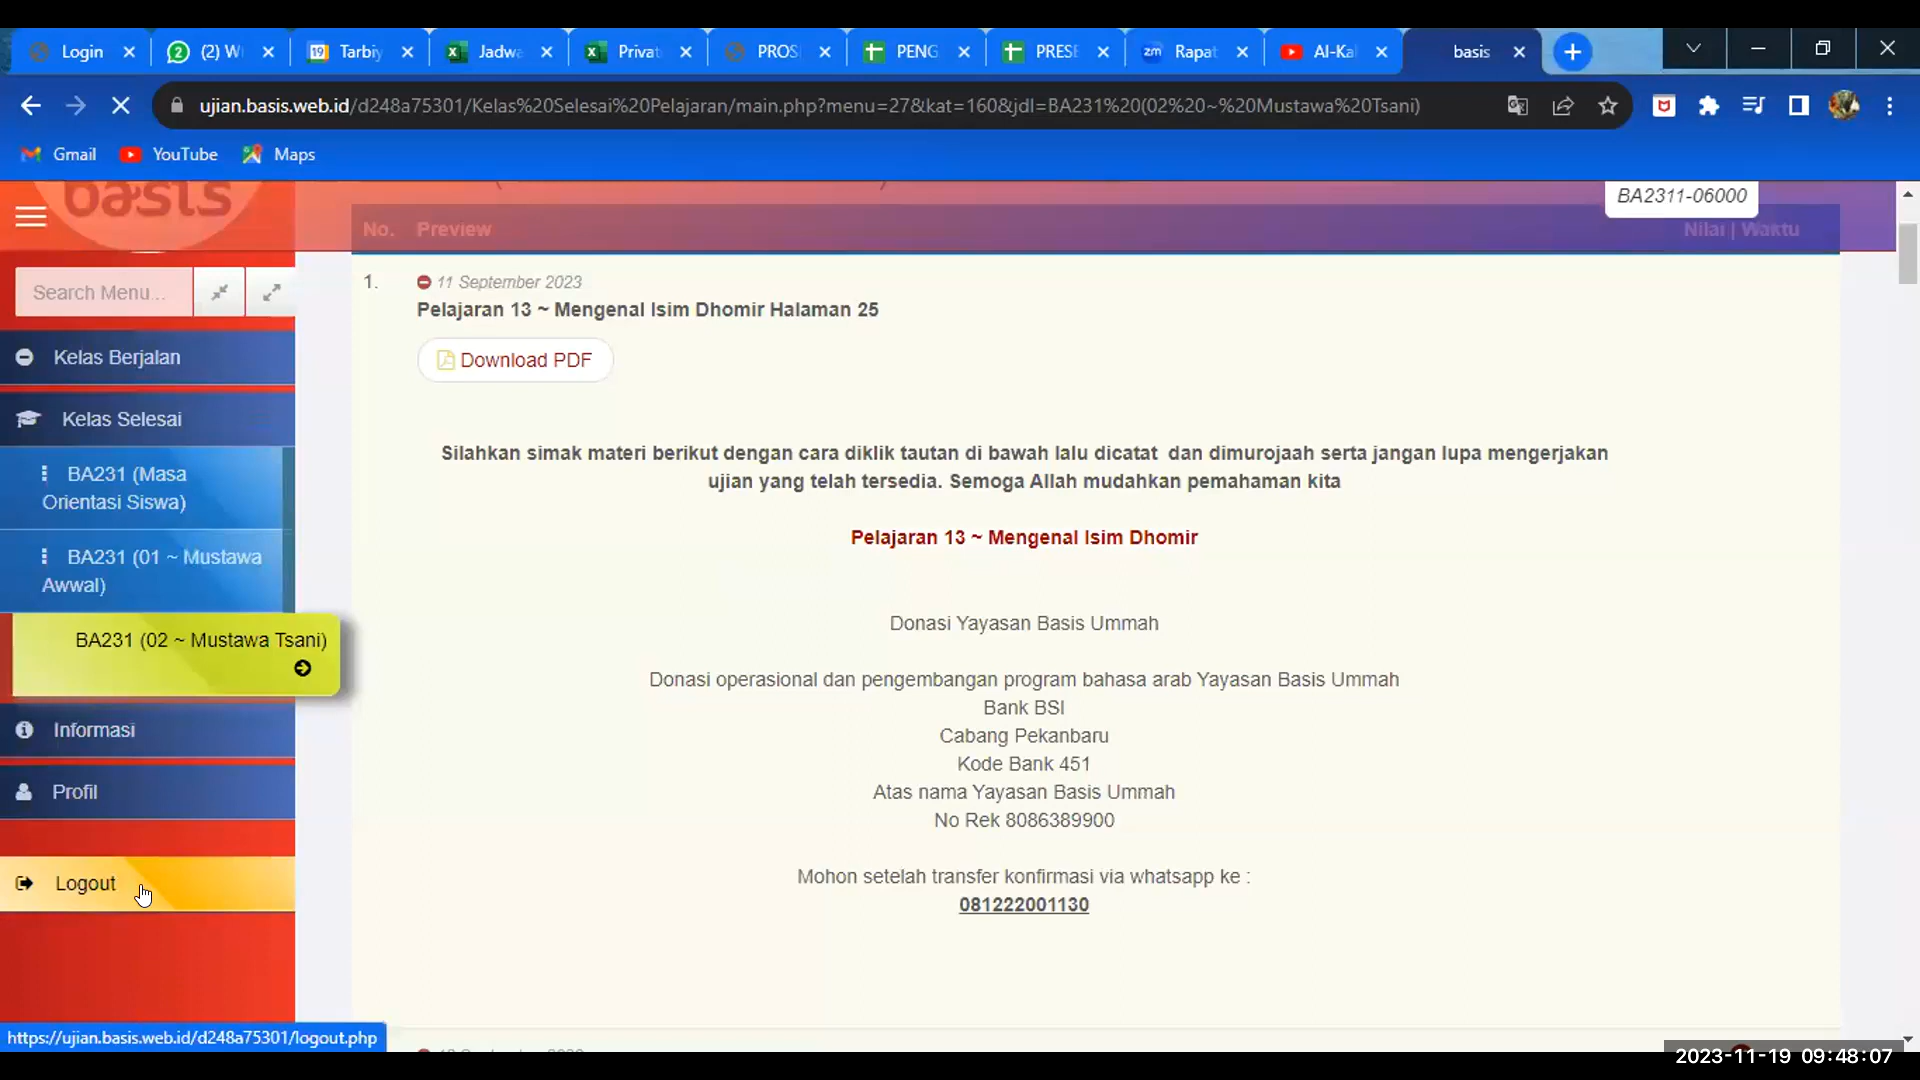 Login
(2) W
19
Tarbiy
Jadwa
Privat
PROS
PENG
PRESE
zm
Rapat
Al-Kal
basis
ujian.basis.web.id/d248a75301/Kelas%20Selesai%20Pelajaran/main.php?menu=27&kat=160&jdl=BA231%20(02%20~%20Mustawa%20Tsani)
Gmail
YouTube
Maps
basis
BA2311-06000
No.
Preview
Nilai | Waktu
Search Menu...
Kelas Berjalan
Kelas Selesai
BA231 (Masa
Orientasi Siswa)
BA231 (01 ~ Mustawa
Awwal)
BA231 (02 ~ Mustawa Tsani)
Informasi
Profil
Logout
1.
11 September 2023
Pelajaran 13 ~ Mengenal Isim Dhomir Halaman 25
Download PDF
Silahkan simak materi berikut dengan cara diklik tautan di bawah lalu dicatat dan dimurojaah serta jangan lupa mengerjakan
ujian yang telah tersedia. Semoga Allah mudahkan pemahaman kita
Pelajaran 13 ~ Mengenal Isim Dhomir
Donasi Yayasan Basis Ummah
Donasi operasional dan pengembangan program bahasa arab Yayasan Basis Ummah
Bank BSI
Cabang Pekanbaru
Kode Bank 451
Atas nama Yayasan Basis Ummah
No Rek 8086389900
Mohon setelah transfer konfirmasi via whatsapp ke :
081222001130
https://ujian.basis.web.id/d248a75301/logout.php
2023-11-19 09:48:07